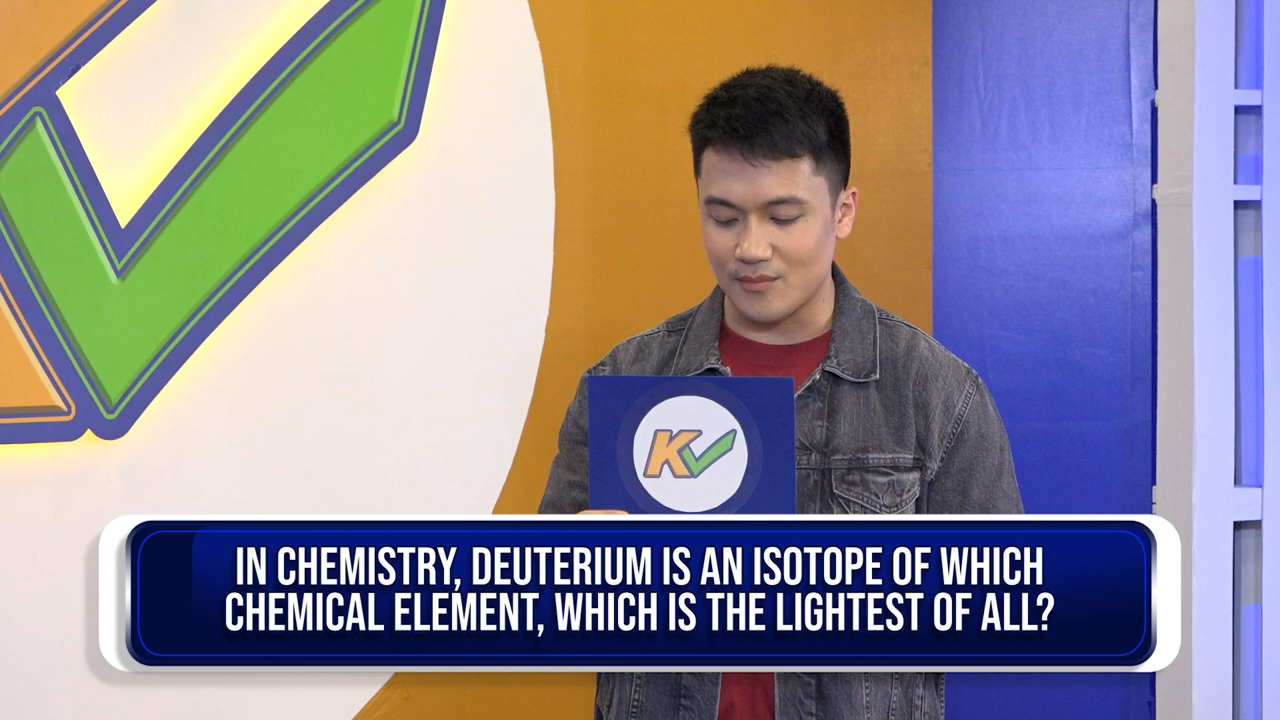 K
IN CHEMISTRY, DEUTERIUM IS AN ISOTOPE OF WHICH
CHEMICAL ELEMENT, WHICH IS THE LIGHTEST OF ALL?